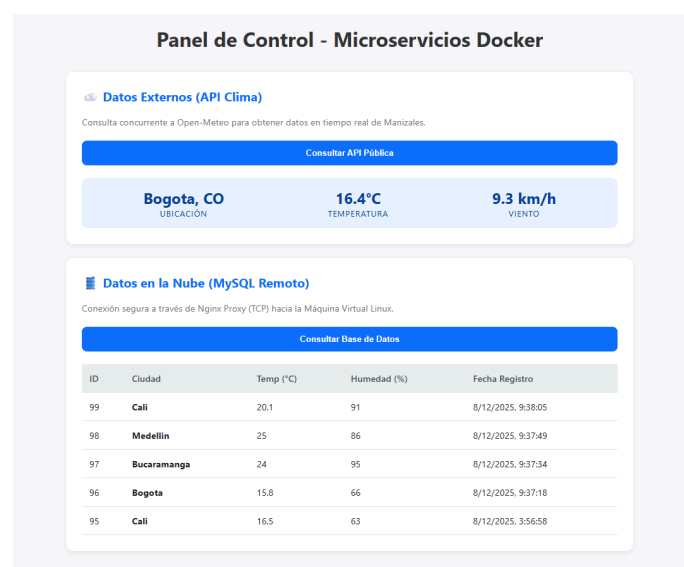 Panel de Control - Microservicios Docker
Datos Externos (API Clima)
Consulta concurrente a Open-Meteo para obtener datos en tiempo real de Manizales.
Consultar API Pública
Bogota, CO 16.4°C 9.3 km/h
UBICACIÓN TEMPERATURA VIENTO
Datos en la Nube (MySQL Remoto)
Conexión segura a través de Nginx Proxy (TCP) hacia la Máquina Virtual Linux.
Consultar Base de Datos
ID Ciudad Temp (°C) Humedad (%) Fecha Registro
99 Cali 20.1 91 8/12/2025, 9:38:05
98 Medellin 25 86 8/12/2025, 9:37:49
97 Bucaramanga 24 95 8/12/2025, 9:37:34
96 Bogota 15.8 66 8/12/2025, 9:37:18
95 Cali 16.5 63 8/12/2025, 3:56:58